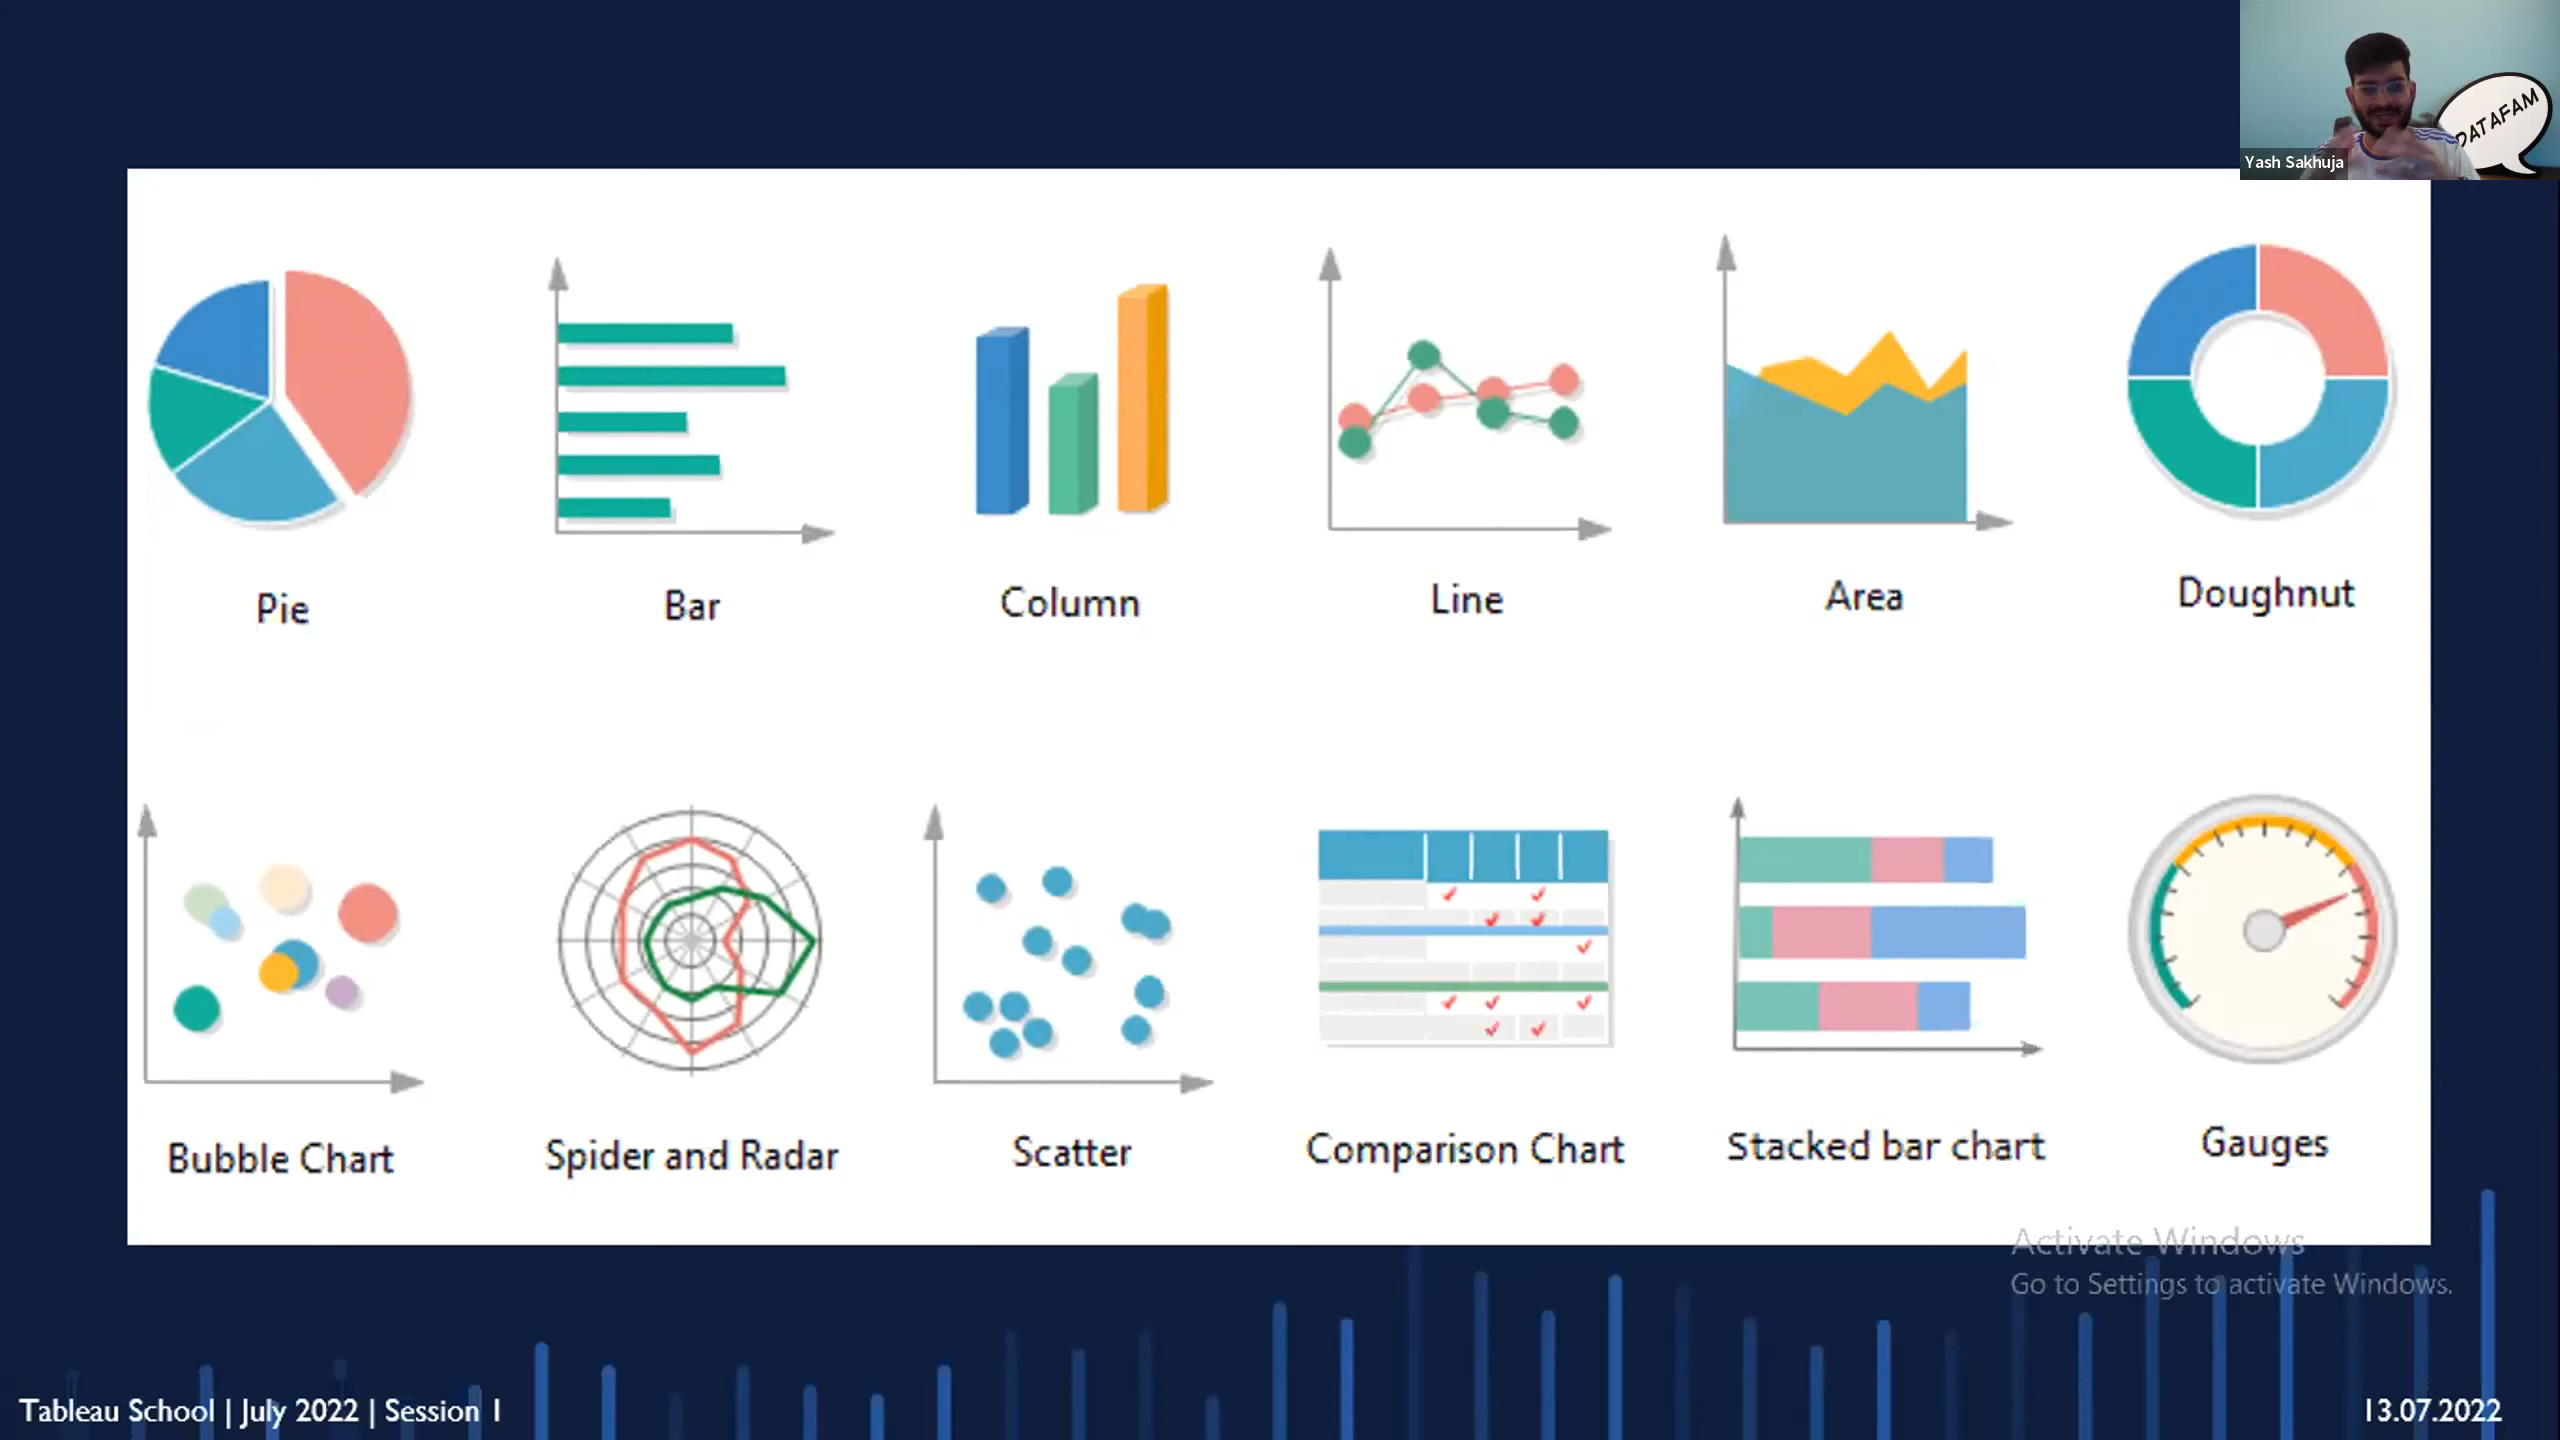 DATAFAM
Yash Sakhuja
Pie
Bar
Column
Line
Area
Doughnut
Bubble Chart
Spider and Radar
Scatter
Comparison Chart
Stacked bar chart
Gauges
Activate Windows
Go to Settings to activate Windows.
Tableau School | July 2022 | Session 1
13.07.2022